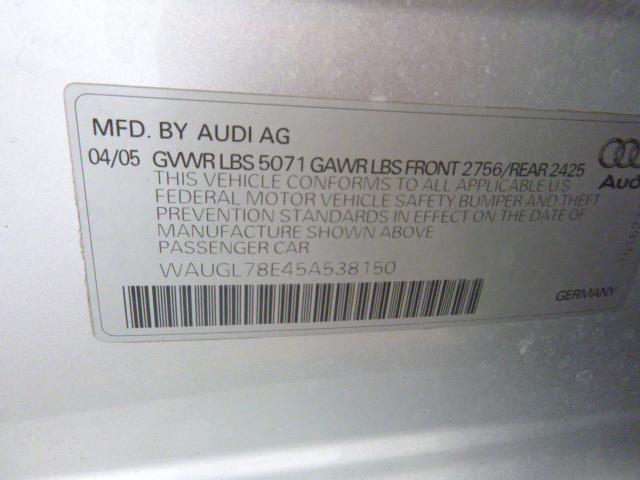 MFD. BY AUDI AG
04/05 GVWR LBS 5071 GAWR LBS FRONT 2756/REAR 2425
THIS VEHICLE CONFORMS TO ALL APPLICABLE U S
FEDERAL MOTOR VEHICLE SAFETY BUMPER AND THEFT
PREVENTION STANDARDS IN EFFECT ON THE DATE OF
MANUFACTURE SHOWN ABOVE
PASSENGER CAR
WAUGL78E45A538150
GERMANY
Audi